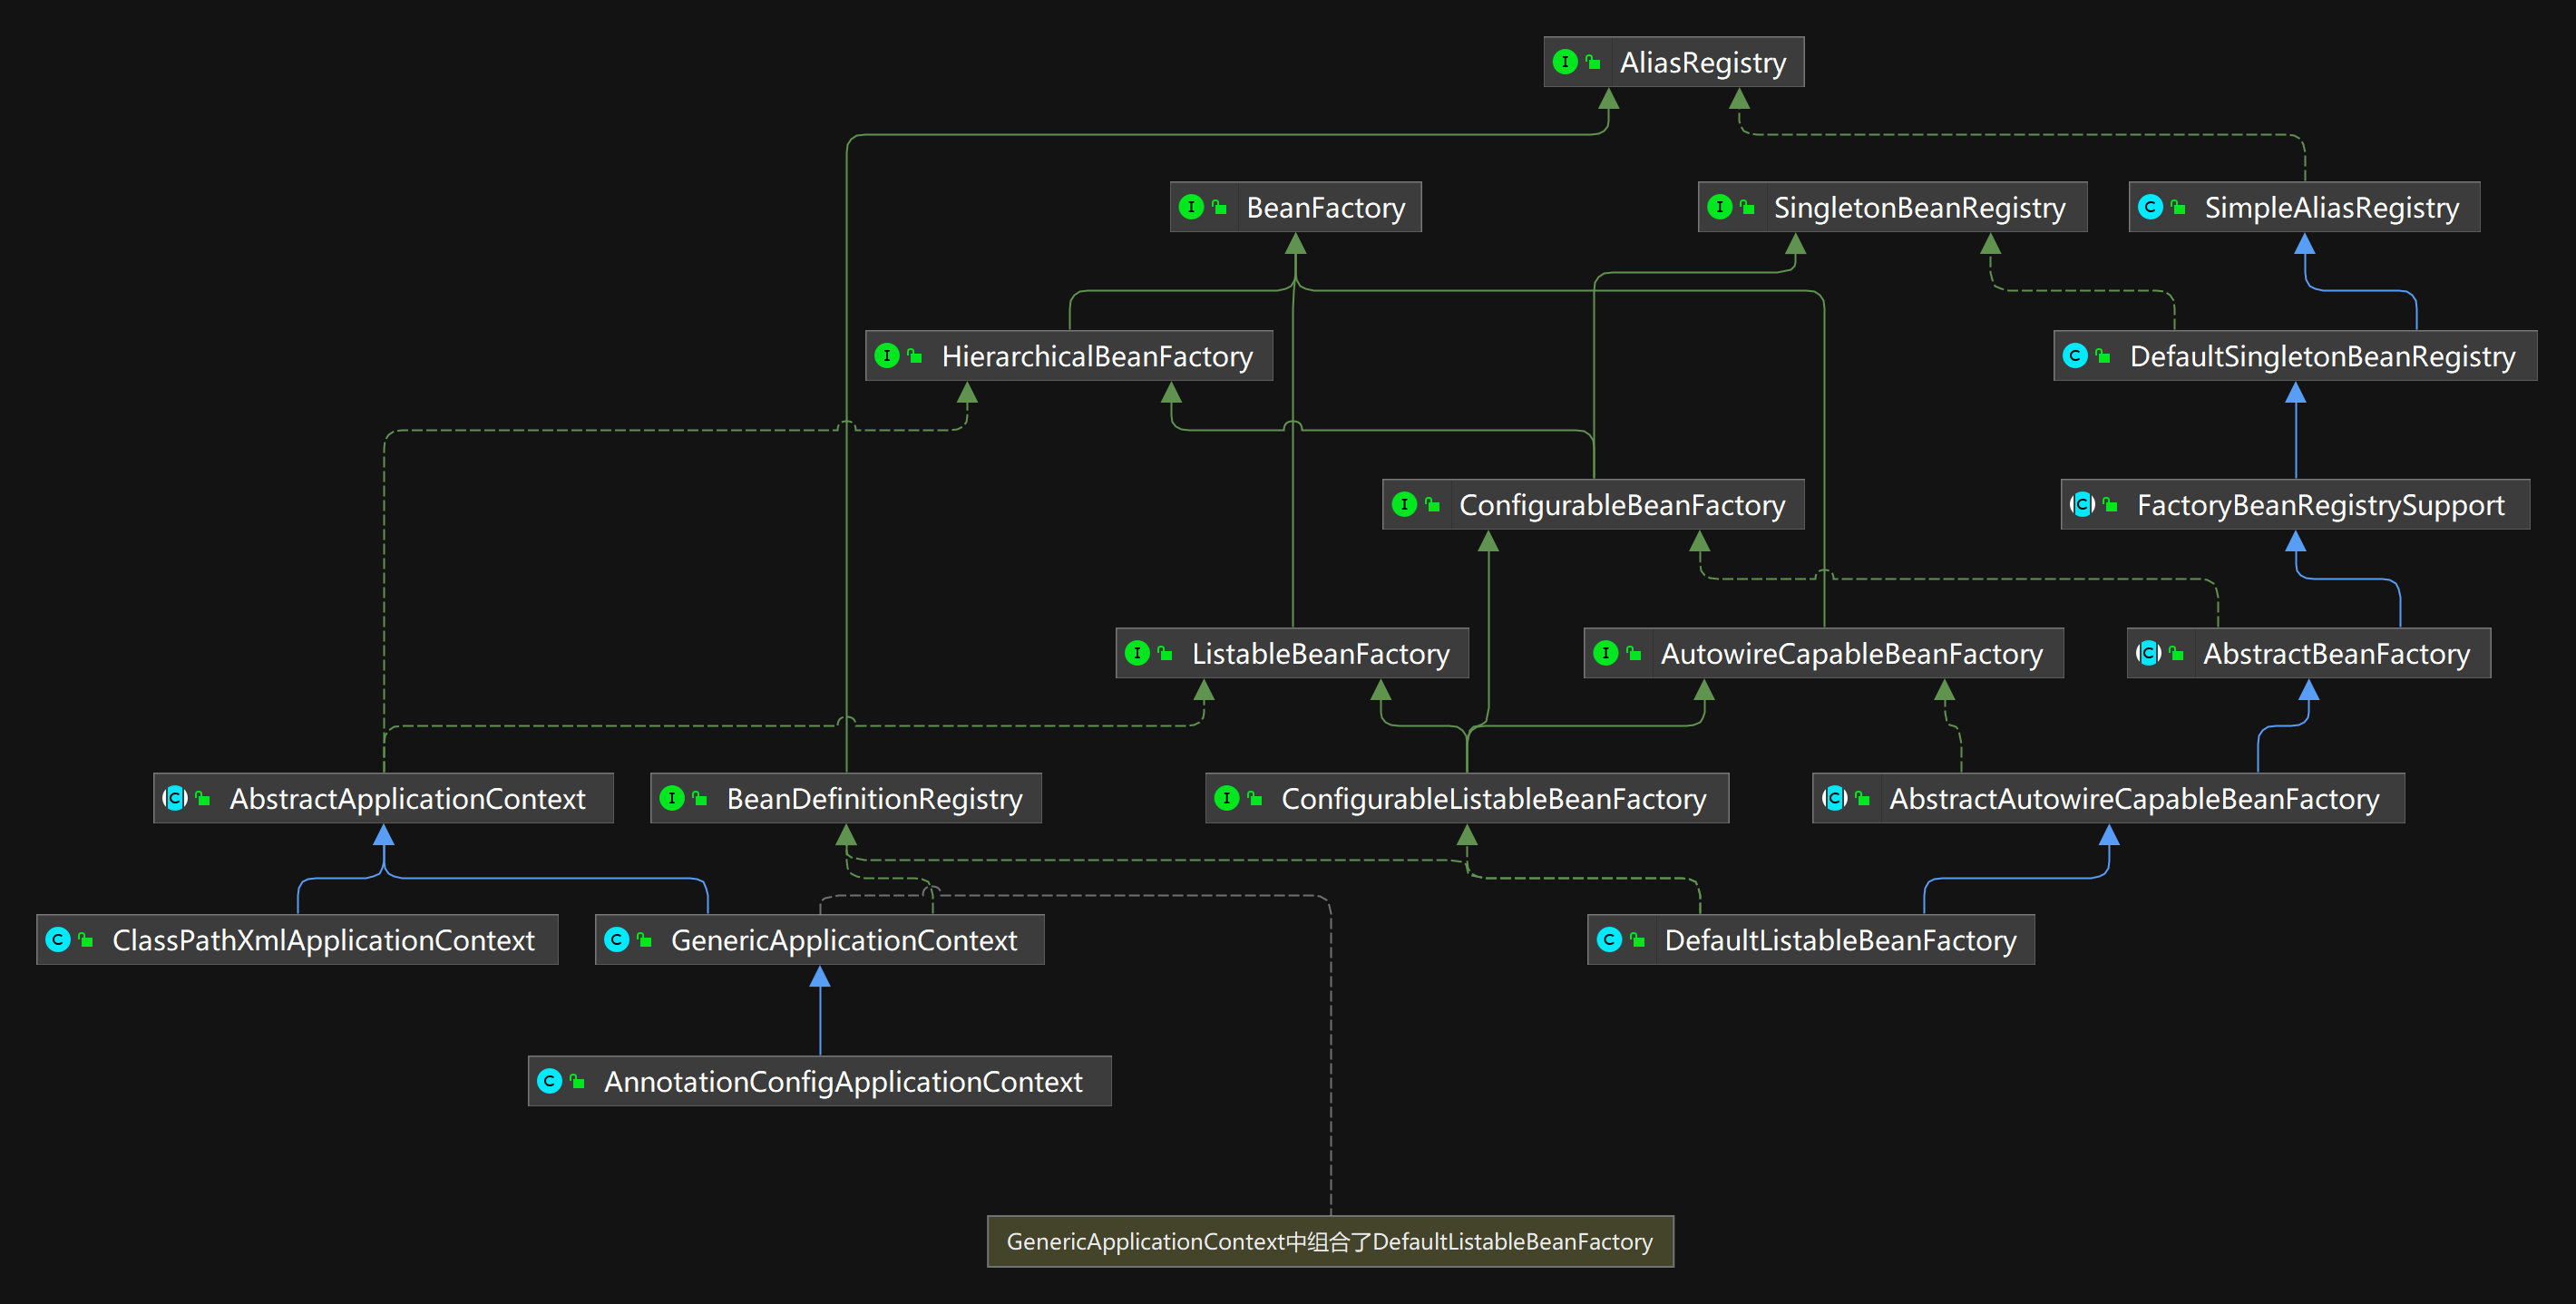 AliasRegistry
BeanFactory
SingletonBeanRegistry
SimpleAliasRegistry
HierarchicalBeanFactory
DefaultSingletonBeanRegistry
ConfigurableBeanFactory
FactoryBeanRegistrySupport
ListableBeanFactory
AutowireCapableBeanFactory
AbstractBeanFactory
AbstractApplicationContext
BeanDefinitionRegistry
ConfigurableListableBeanFactory
AbstractAutowireCapableBeanFactory
ClassPathXmlApplicationContext
GenericApplicationContext
DefaultListableBeanFactory
AnnotationConfigApplicationContext
GenericApplicationContext中组合了DefaultListableBeanFactory